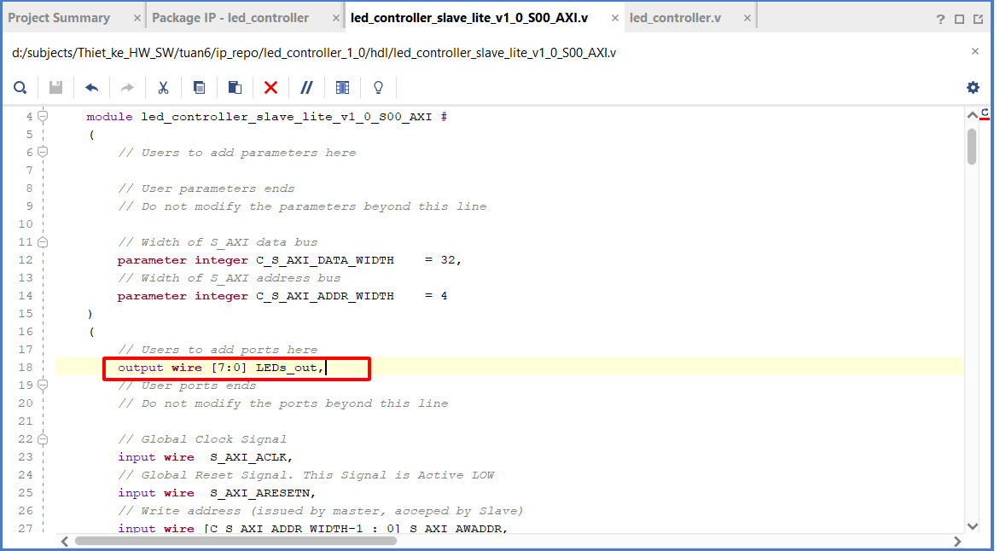 Project Summary × Package IP - led_controller × led_controller_slave_lite_v1_0_S00_AXI.v × led_controller.v × ?
d:/subjects/Thiet_ke_HW_SW/tuan6/ip_repo/led_controller_1_0/hdl/led_controller_slave_lite_v1_0_S00_AXI.v ×
4 module led_controller_slave_lite_v1_0_S00_AXI #
5 (
6 // Users to add parameters here
7
8 // User parameters ends
9 // Do not modify the parameters beyond this line
10
11 // Width of S_AXI data bus
12 parameter integer C_S_AXI_DATA_WIDTH = 32,
13 // Width of S_AXI address bus
14 parameter integer C_S_AXI_ADDR_WIDTH = 4
15 )
16 (
17 // Users to add ports here
18 output wire [7:0] LEDs_out,
19 // User ports ends
20 // Do not modify the ports beyond this line
21
22 // Global Clock Signal
23 input wire S_AXI_ACLK,
24 // Global Reset Signal. This Signal is Active LOW
25 input wire S_AXI_ARESETN,
26 // Write address (issued by master, acceped by Slave)
27 input wire [C_S_AXI_ADDR_WIDTH-1 : 0] S_AXI_AWADDR,